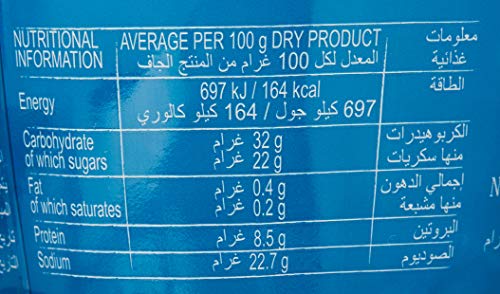 NUTRITIONAL INFORMATION AVERAGE PER 100 g DRY PRODUCT معلومات
المعدل لكل 100 غرام من المنتج الجاف غذائية
Energy 697 kJ / 164 kcal الطاقة
697 كيلو جول / 164 كيلو كالوري
Carbohydrate 32 g غرام الكربوهيدرات
of which sugars 22 g غرام منها سكريات
Fat 0.4 g غرام إجمالي الدهون
of which saturates 0.2 g غرام منها مشبعة
Protein 8.5 g غرام البروتين
Sodium 22.7 g غرام الصوديوم